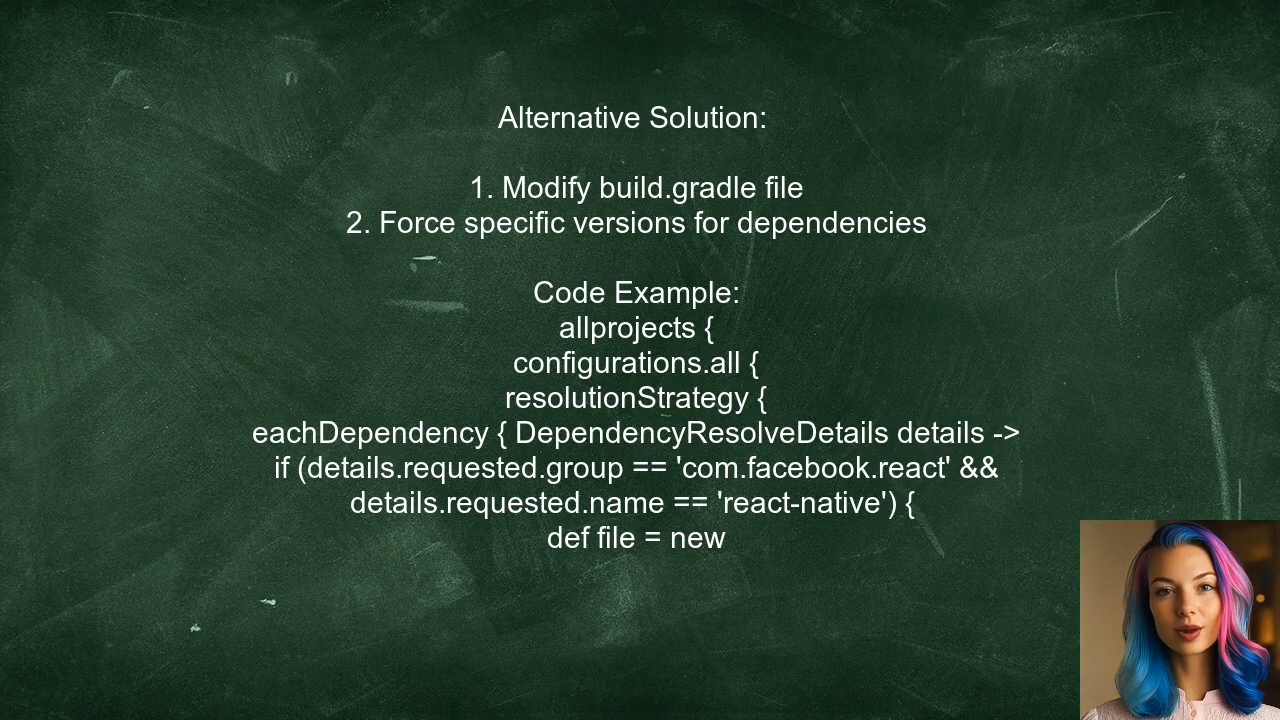 Alternative Solution:
1. Modify build.gradle file
2. Force specific versions for dependencies
Code Example:
allprojects {
configurations.all {
resolutionStrategy {
eachDependency { DependencyResolveDetails details ->
if (details.requested.group == 'com.facebook.react' &&
details.requested.name == 'react-native') {
def file = new